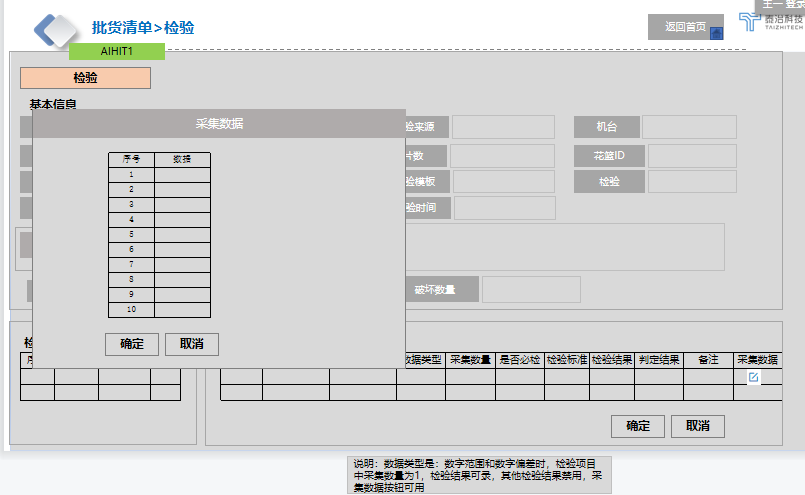 主一 登录
泰治科技
TAIZHITECH
批货清单>检验
返回首页
AIHIT1
检验
基本信息
采集数据
验来源
机台
片数
花篮ID
验模板
检验
验时间
破坏数量
序号 数据
1
2
3
4
5
6
7
8
9
10
确定 取消
检
数据类型 采集数量 是否必检 检验标准 检验结果 判定结果 备注 采集数据
确定 取消
说明：数据类型是：数字范围和数字偏差时，检验项目
中采集数量为1，检验结果可录，其他检验结果禁用，采
集数据按钮可用